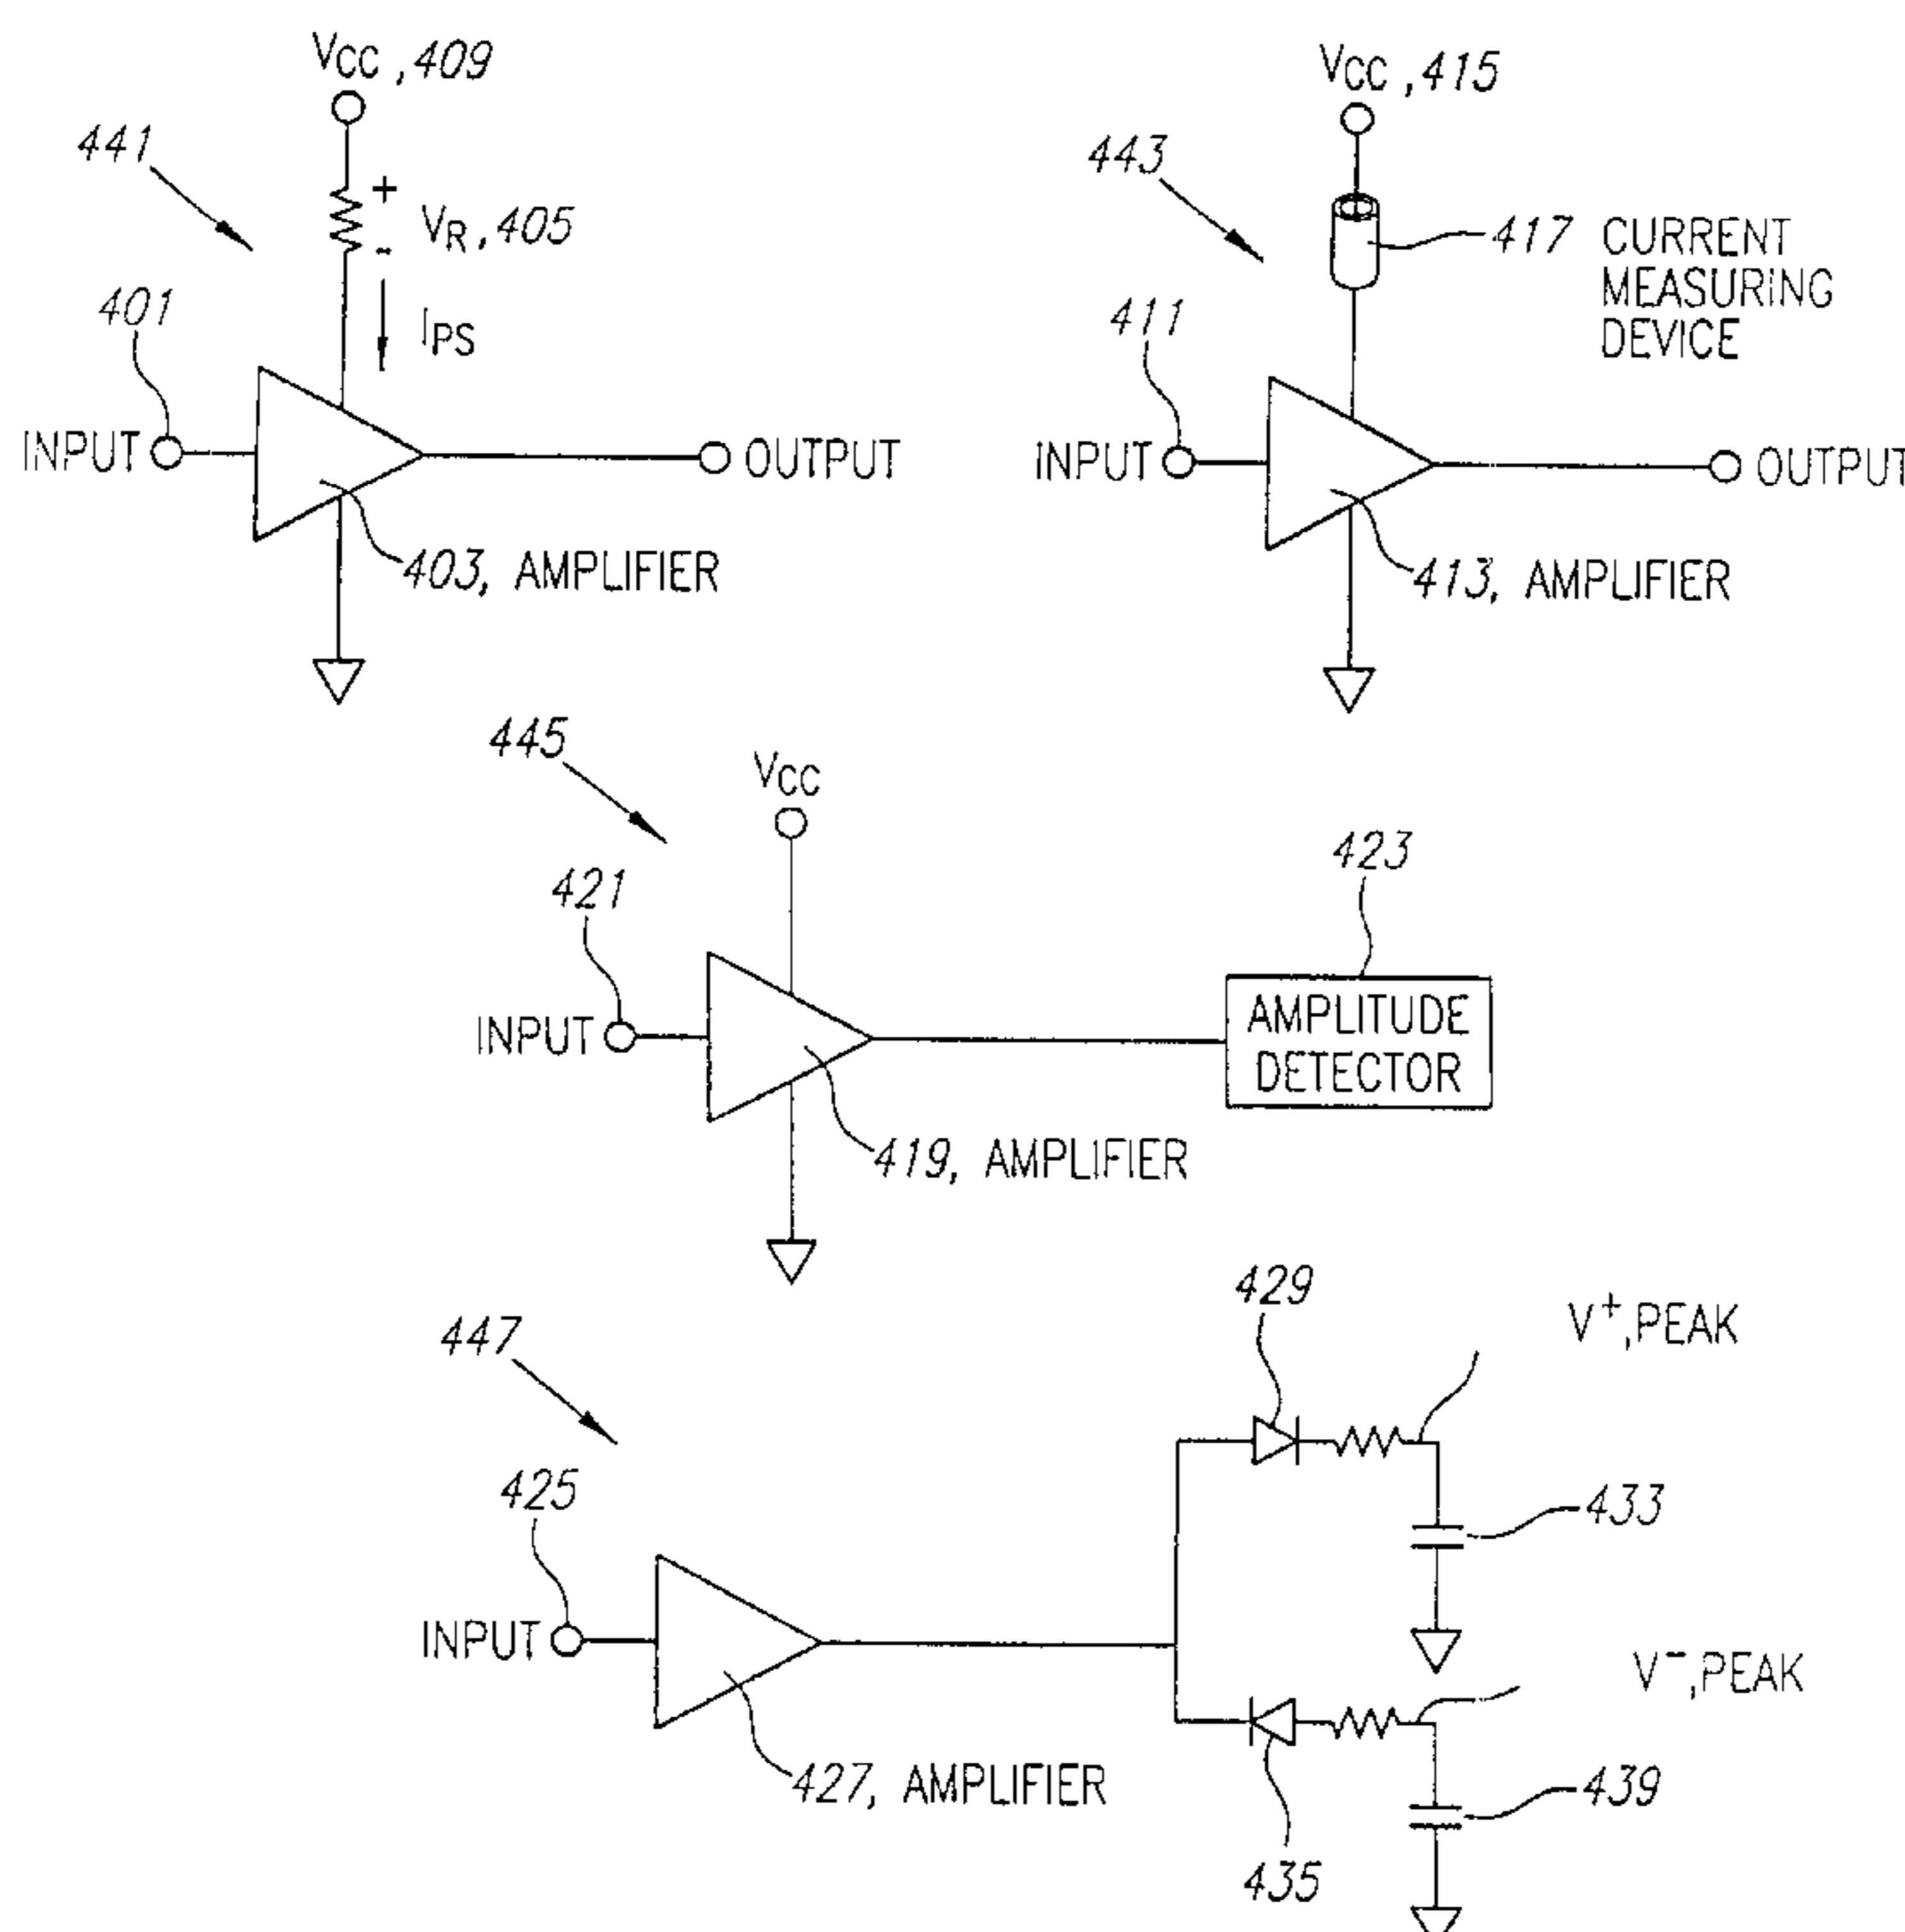 VCC, 409
441
+
VR, 405
-
IPS
401
INPUT
OUTPUT
403, AMPLIFIER
VCC, 415
443
417 CURRENT
MEASURING
DEVICE
411
INPUT
OUTPUT
413, AMPLIFIER
445
VCC
421
423
INPUT
AMPLITUDE
DETECTOR
419, AMPLIFIER
447
429
V+,PEAK
425
433
INPUT
V-,PEAK
427, AMPLIFIER
439
435